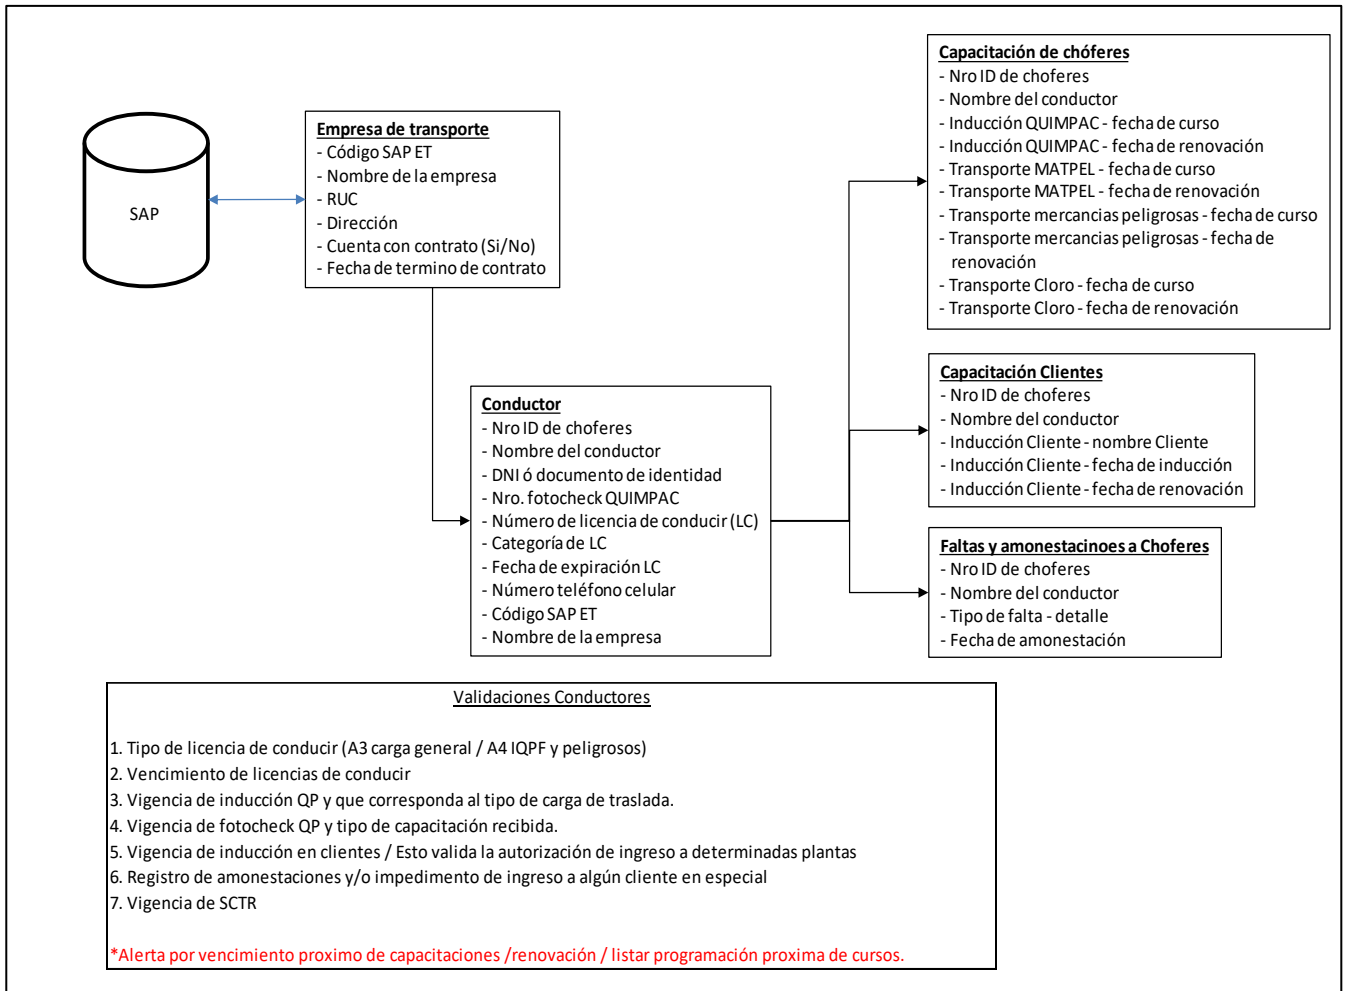 SAP
Empresa de transporte
- Código SAP ET
- Nombre de la empresa
- RUC
- Dirección
- Cuenta con contrato (Si/No)
- Fecha de termino de contrato
Conductor
- Nro ID de choferes
- Nombre del conductor
- DNI ó documento de identidad
- Nro. fotocheck QUIMPAC
- Número de licencia de conducir (LC)
- Categoría de LC
- Fecha de expiración LC
- Número teléfono celular
- Código SAP ET
- Nombre de la empresa
Capacitación de chóferes
- Nro ID de choferes
- Nombre del conductor
- Inducción QUIMPAC - fecha de curso
- Inducción QUIMPAC - fecha de renovación
- Transporte MATPEL - fecha de curso
- Transporte MATPEL - fecha de renovación
- Transporte mercancias peligrosas - fecha de curso
- Transporte mercancias peligrosas - fecha de
renovación
- Transporte Cloro - fecha de curso
- Transporte Cloro - fecha de renovación
Capacitación Clientes
- Nro ID de choferes
- Nombre del conductor
- Inducción Cliente - nombre Cliente
- Inducción Cliente - fecha de inducción
- Inducción Cliente - fecha de renovación
Faltas y amonestacinoes a Choferes
- Nro ID de choferes
- Nombre del conductor
- Tipo de falta - detalle
- Fecha de amonestación
Validaciones Conductores
1. Tipo de licencia de conducir (A3 carga general / A4 IQPF y peligrosos)
2. Vencimiento de licencias de conducir
3. Vigencia de inducción QP y que corresponda al tipo de carga de traslada.
4. Vigencia de fotocheck QP y tipo de capacitación recibida.
5. Vigencia de inducción en clientes / Esto valida la autorización de ingreso a determinadas plantas
6. Registro de amonestaciones y/o impedimento de ingreso a algún cliente en especial
7. Vigencia de SCTR
*Alerta por vencimiento proximo de capacitaciones /renovación / listar programación proxima de cursos.